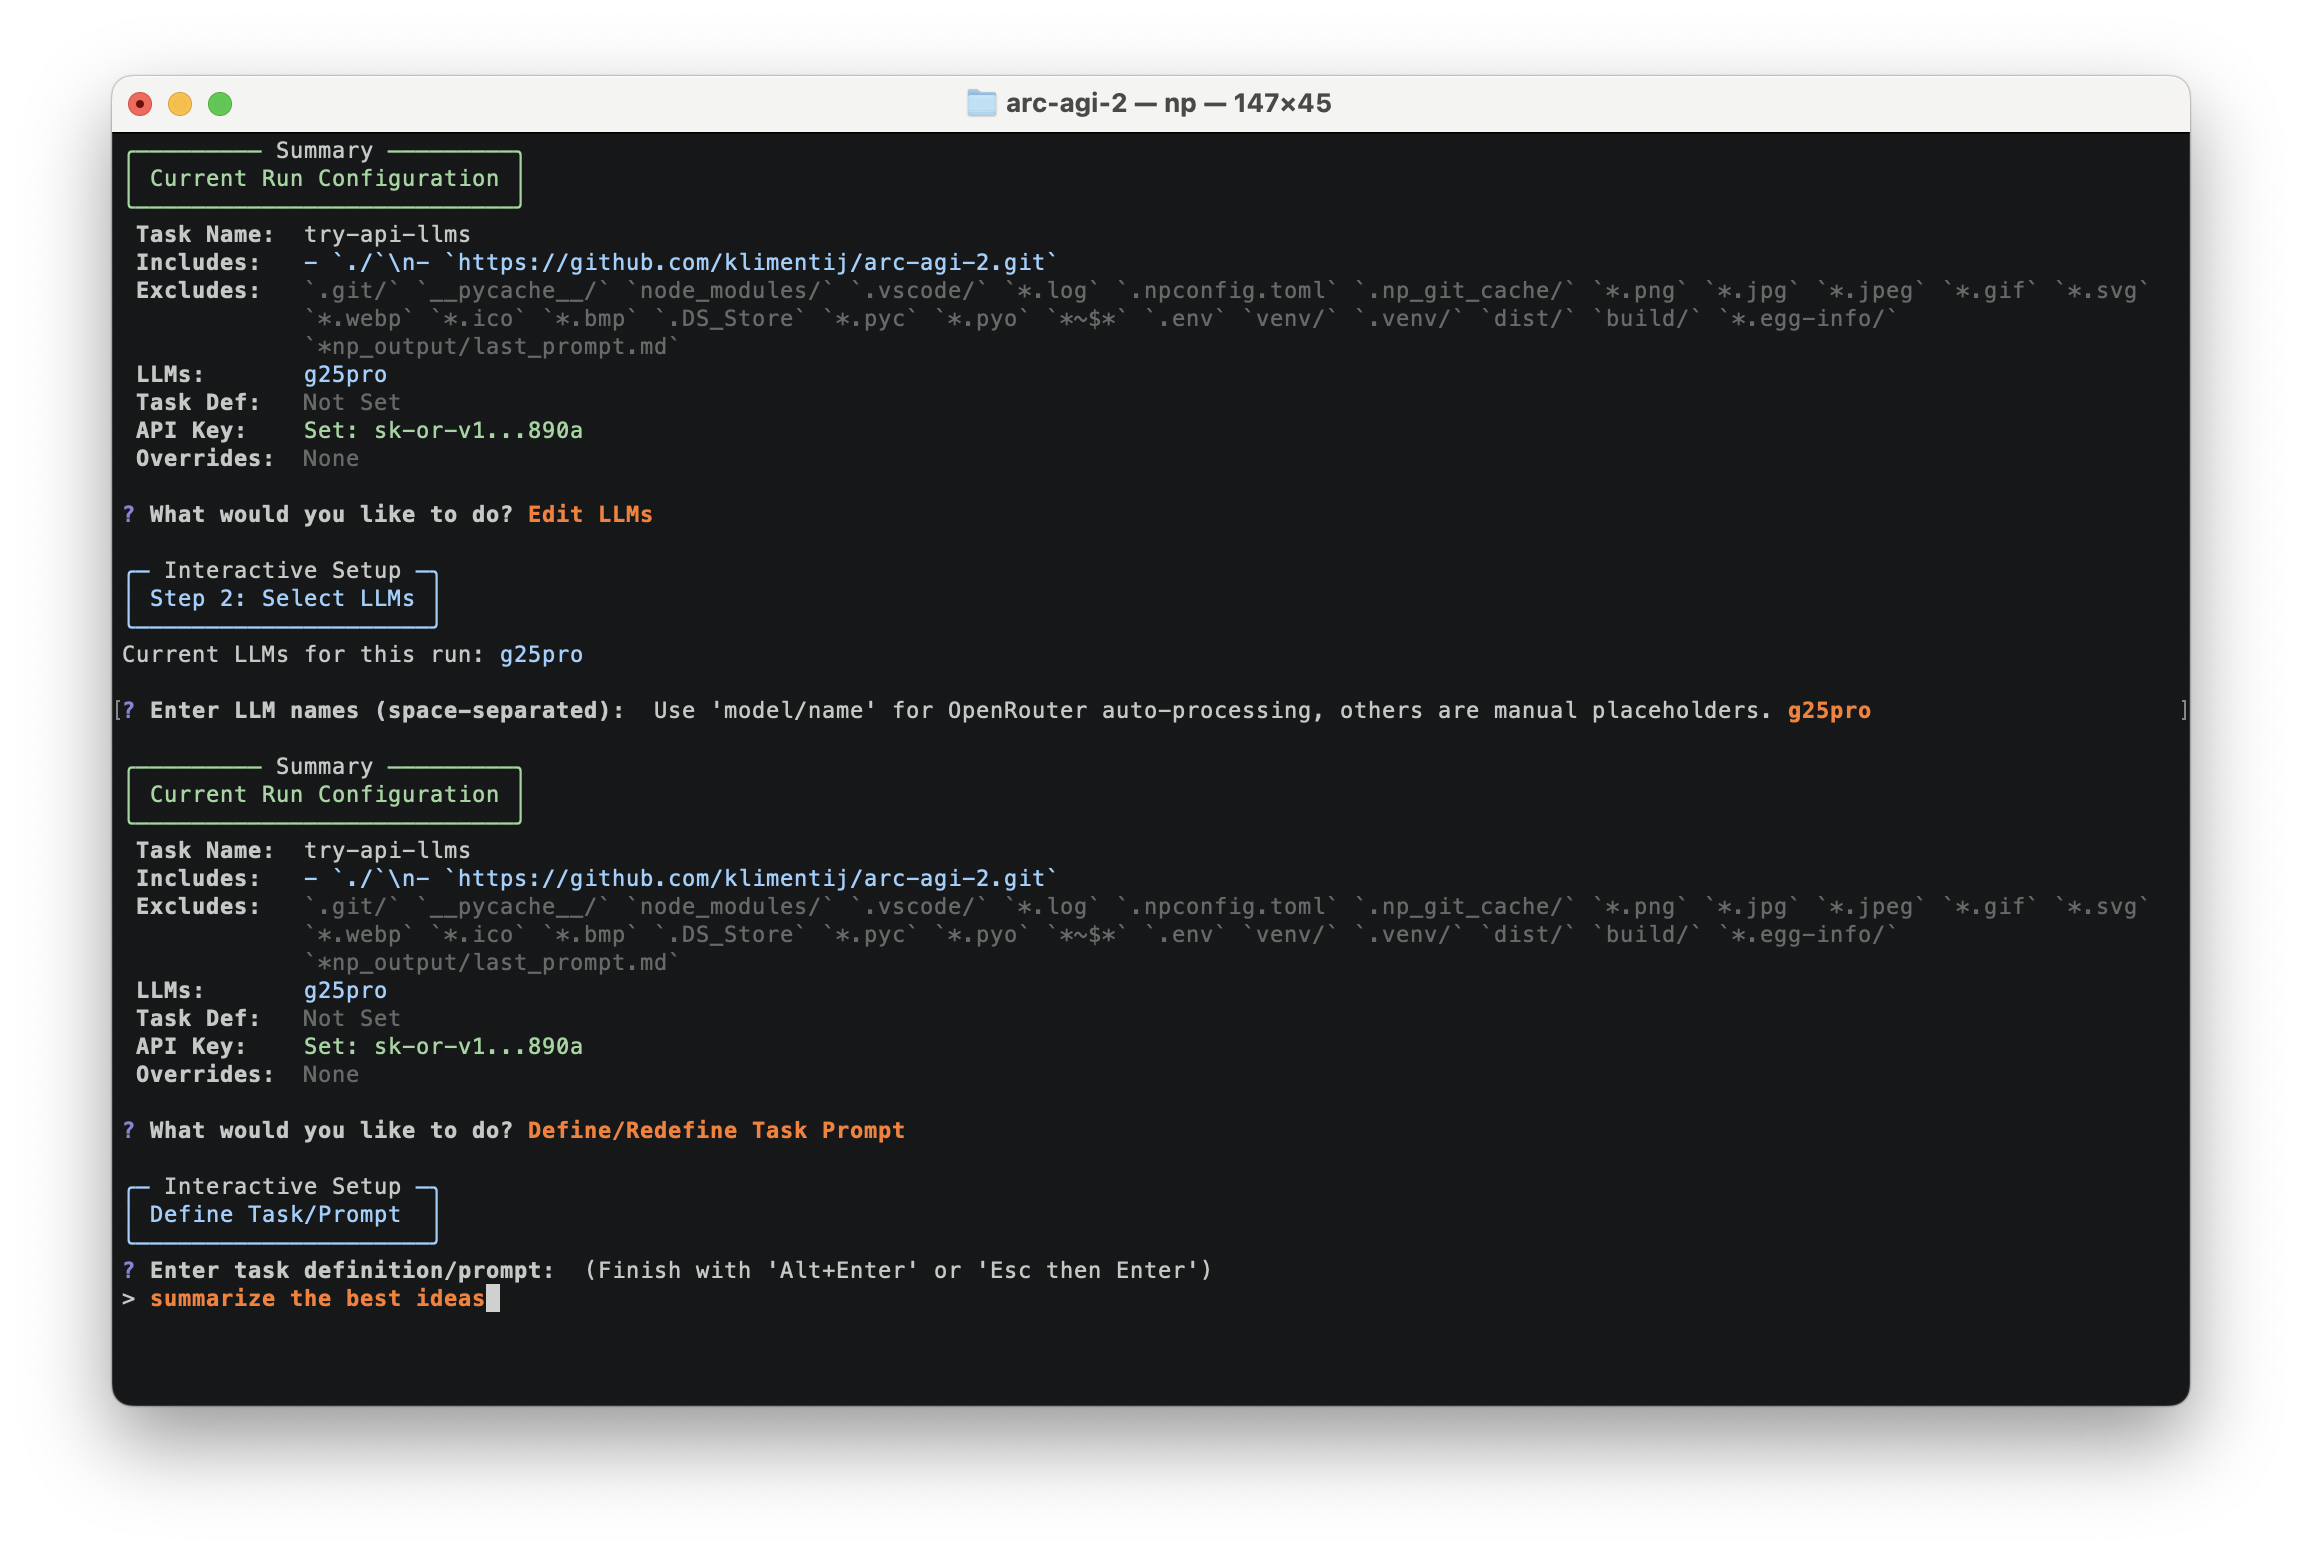 arc-agi-2 — np — 147×45
Summary
Current Run Configuration
Task Name: try-api-llms
Includes: - `./`\n- `https://github.com/klimentij/arc-agi-2.git`
Excludes: `.git/` `__pycache__/` `node_modules/` `.vscode/` `*.log` `.npconfig.toml` `.np_git_cache/` `*.png` `*.jpg` `*.jpeg` `*.gif` `*.svg`
`*.webp` `*.ico` `*.bmp` `.DS_Store` `*.pyc` `*.pyo` `*~$*` `.env` `venv/` `.venv/` `dist/` `build/` `*.egg-info/`
`*np_output/last_prompt.md`
LLMs: g25pro
Task Def: Not Set
API Key: Set: sk-or-v1...890a
Overrides: None
? What would you like to do? Edit LLMs
Interactive Setup
Step 2: Select LLMs
Current LLMs for this run: g25pro
[? Enter LLM names (space-separated):  Use 'model/name' for OpenRouter auto-processing, others are manual placeholders. g25pro ]
Summary
Current Run Configuration
Task Name: try-api-llms
Includes: - `./`\n- `https://github.com/klimentij/arc-agi-2.git`
Excludes: `.git/` `__pycache__/` `node_modules/` `.vscode/` `*.log` `.npconfig.toml` `.np_git_cache/` `*.png` `*.jpg` `*.jpeg` `*.gif` `*.svg`
`*.webp` `*.ico` `*.bmp` `.DS_Store` `*.pyc` `*.pyo` `*~$*` `.env` `venv/` `.venv/` `dist/` `build/` `*.egg-info/`
`*np_output/last_prompt.md`
LLMs: g25pro
Task Def: Not Set
API Key: Set: sk-or-v1...890a
Overrides: None
? What would you like to do? Define/Redefine Task Prompt
Interactive Setup
Define Task/Prompt
? Enter task definition/prompt:  (Finish with 'Alt+Enter' or 'Esc then Enter')
> summarize the best ideas